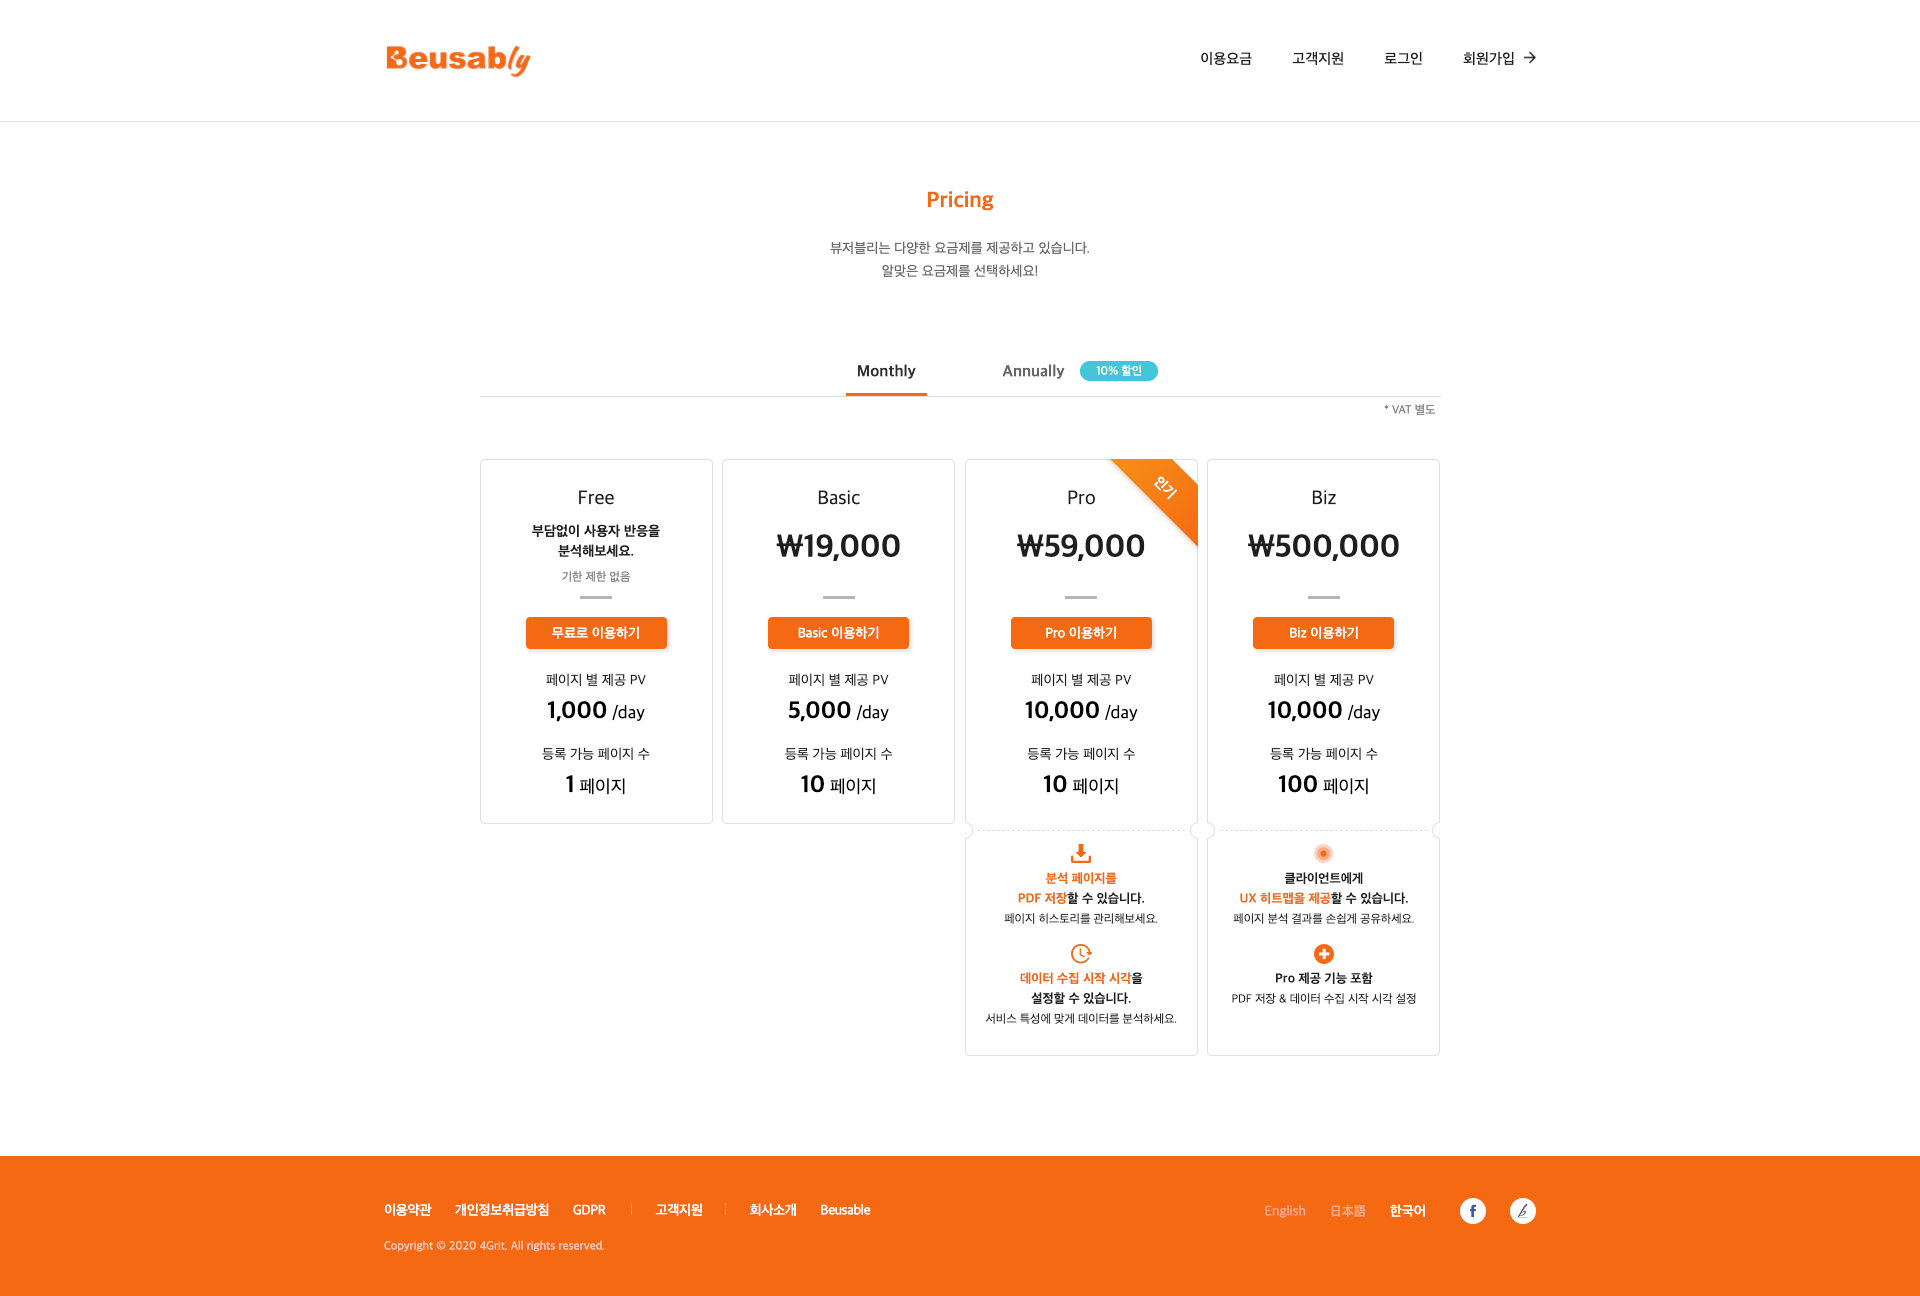 Beusably
이용요금
고객지원
로그인
회원가입 →
Pricing
뷰저블리는 다양한 요금제를 제공하고 있습니다.
알맞은 요금제를 선택하세요!
Monthly
Annually
10% 할인
* VAT 별도
Free
부담없이 사용자 반응을
분석해보세요.
기한 제한 없음
무료로 이용하기
페이지 별 제공 PV
1,000 /day
등록 가능 페이지 수
1 페이지
Basic
₩19,000
Basic 이용하기
페이지 별 제공 PV
5,000 /day
등록 가능 페이지 수
10 페이지
인기
Pro
₩59,000
Pro 이용하기
페이지 별 제공 PV
10,000 /day
등록 가능 페이지 수
10 페이지
분석 페이지를
PDF 저장할 수 있습니다.
페이지 히스토리를 관리해보세요.
데이터 수집 시작 시각을
설정할 수 있습니다.
서비스 특성에 맞게 데이터를 분석하세요.
Biz
₩500,000
Biz 이용하기
페이지 별 제공 PV
10,000 /day
등록 가능 페이지 수
100 페이지
클라이언트에게
UX 히트맵을 제공할 수 있습니다.
페이지 분석 결과를 손쉽게 공유하세요.
Pro 제공 기능 포함
PDF 저장 & 데이터 수집 시작 시각 설정
이용약관
개인정보취급방침
GDPR
고객지원
회사소개
Beusable
English
日本語
한국어
f
b
Copyright © 2020 4Grit. All rights reserved.